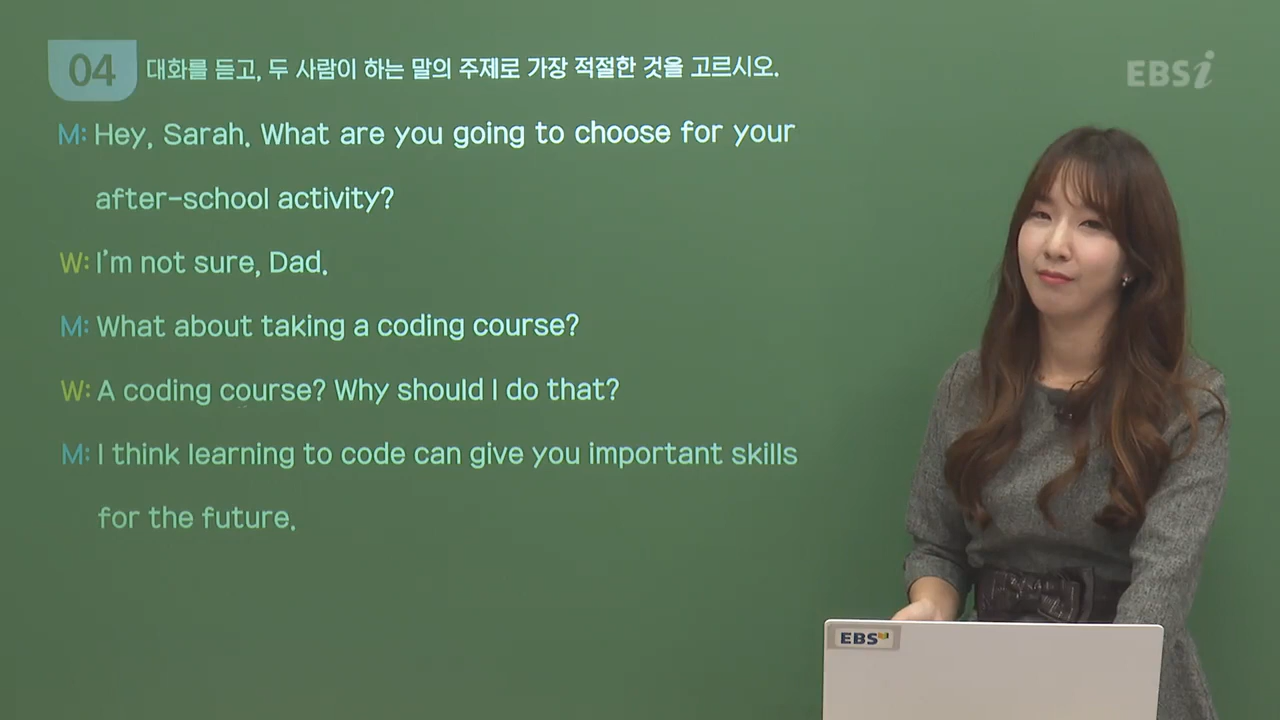 04 대화를 듣고, 두 사람이 하는 말의 주제로 가장 적절한 것을 고르시오.
EBSi
M: Hey, Sarah. What are you going to choose for your
after-school activity?
W: I'm not sure, Dad.
M: What about taking a coding course?
W: A coding course? Why should I do that?
M: I think learning to code can give you important skills
for the future.
EBS